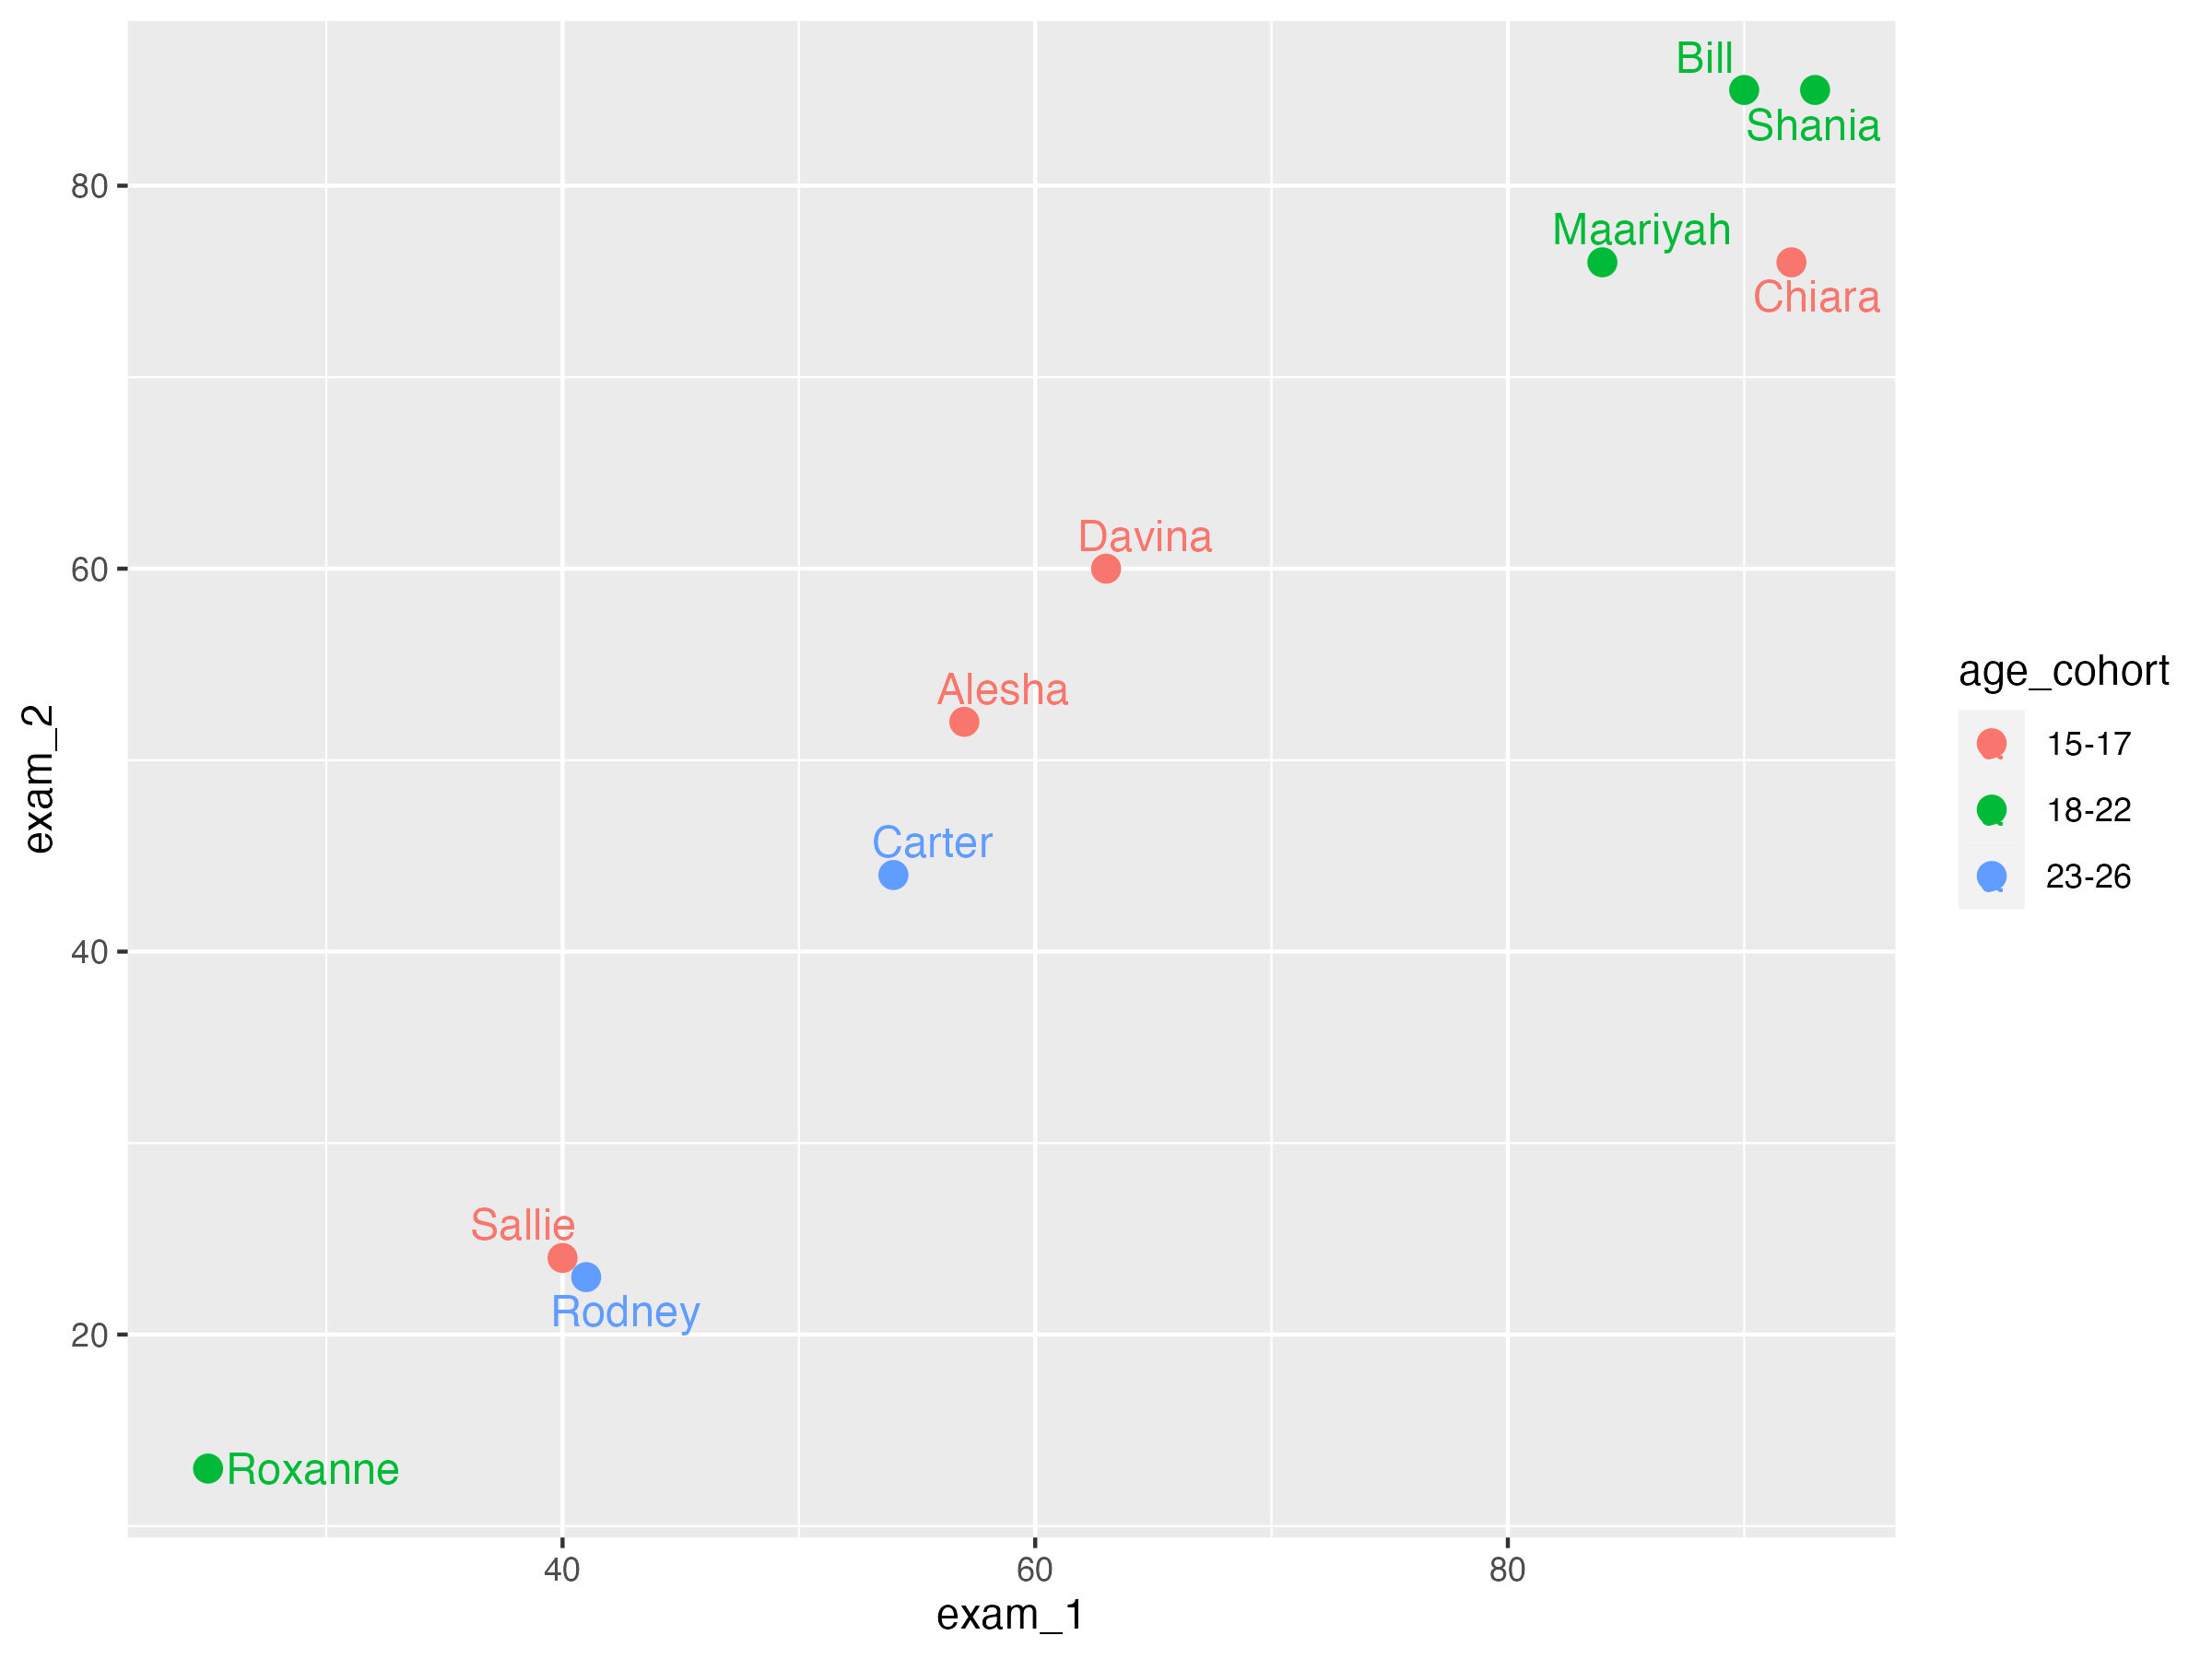 Bill
Shania
80
Maariyah
Chiara
Davina
60
Alesha
age_cohort
15-17
18-22
23-26
exam_2
Carter
40
Sallie
Rodney
20
Roxanne
40 60 80
exam_1